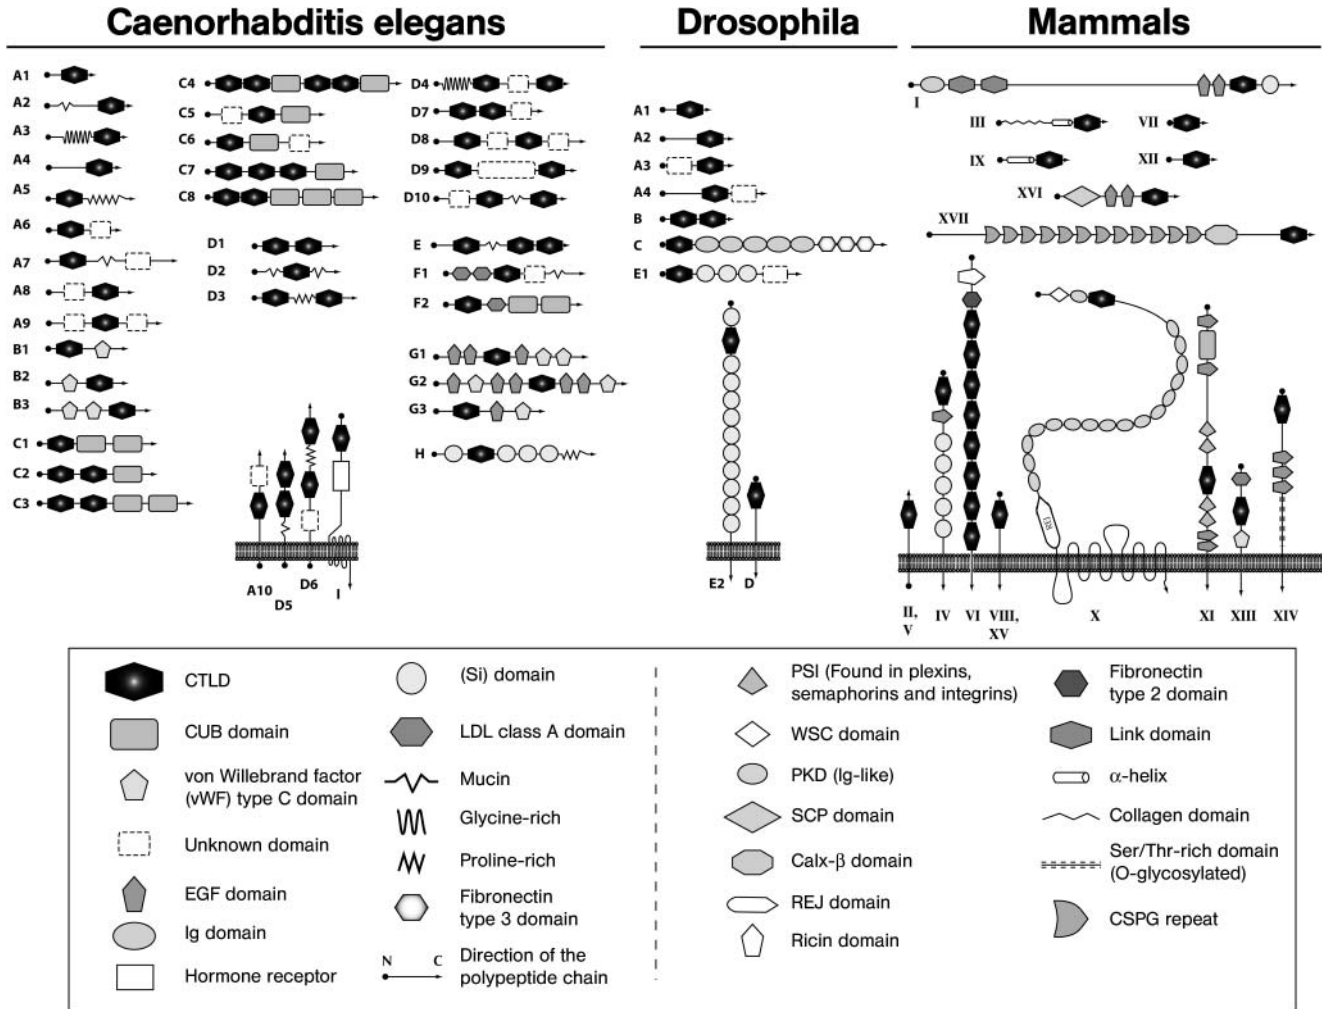 Caenorhabditis elegans
Drosophila
Mammals
A1
A2
A3
A4
A5
A6
A7
A8
A9
B1
B2
B3
C1
C2
C3
C4
C5
C6
C7
C8
D1
D2
D3
A10
D5
D6
I
D4
D7
D8
D9
D10
E
F1
F2
G1
G2
G3
H
A1
A2
A3
A4
B
C
E1
E2
D
I
III
VII
IX
XII
XVI
XVII
REJ
II,
V
IV
VI
VIII,
XV
X
XI
XIII
XIV
CTLD
CUB domain
von Willebrand factor
(vWF) type C domain
Unknown domain
EGF domain
Ig domain
Hormone receptor
(Si) domain
LDL class A domain
Mucin
Glycine-rich
Proline-rich
Fibronectin
type 3 domain
N C
Direction of the
polypeptide chain
PSI (Found in plexins,
semaphorins and integrins)
WSC domain
PKD (Ig-like)
SCP domain
Calx-β domain
REJ domain
Ricin domain
Fibronectin
type 2 domain
Link domain
α-helix
Collagen domain
Ser/Thr-rich domain
(O-glycosylated)
CSPG repeat